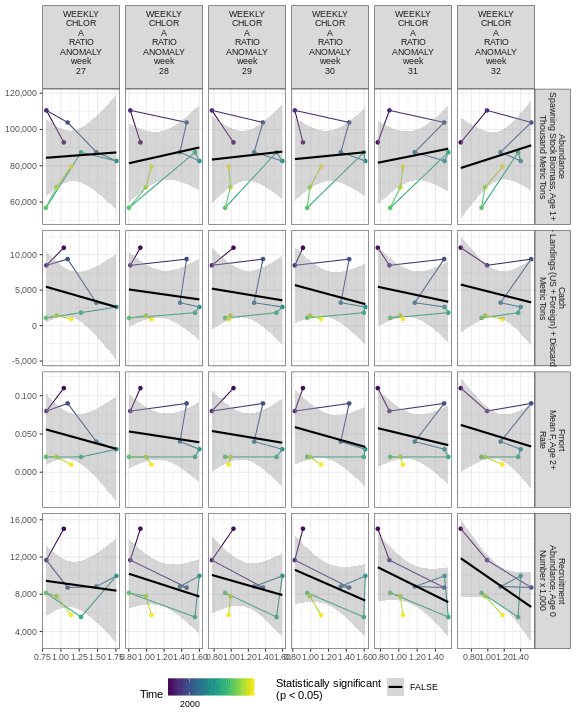 WEEKLY
CHLOR
A
RATIO
ANOMALY
week
27
WEEKLY
CHLOR
A
RATIO
ANOMALY
week
28
WEEKLY
CHLOR
A
RATIO
ANOMALY
week
29
WEEKLY
CHLOR
A
RATIO
ANOMALY
week
30
WEEKLY
CHLOR
A
RATIO
ANOMALY
week
31
WEEKLY
CHLOR
A
RATIO
ANOMALY
week
32
120,000
100,000
80,000
60,000
Abundance
Spawning Stock Biomass, Age 1+
Thousand Metric Tons
10,000
5,000
0
-5,000
Catch
Landings (US + Foreign) + Discard
Metric Tons
0.100
0.050
0.000
Fmort
Mean F, Age 2+
Rate
16,000
12,000
8,000
4,000
Recruitment
Abundance, Age 0
Number x 1,000
0.75 1.00 1.25 1.50 1.75
0.80 1.00 1.20 1.40 1.60
0.80 1.00 1.20 1.40 1.60
0.80 1.00 1.20 1.40 1.60
0.80 1.00 1.20 1.40
0.80 1.00 1.20 1.40
Time
2000
Statistically significant
(p < 0.05)
FALSE